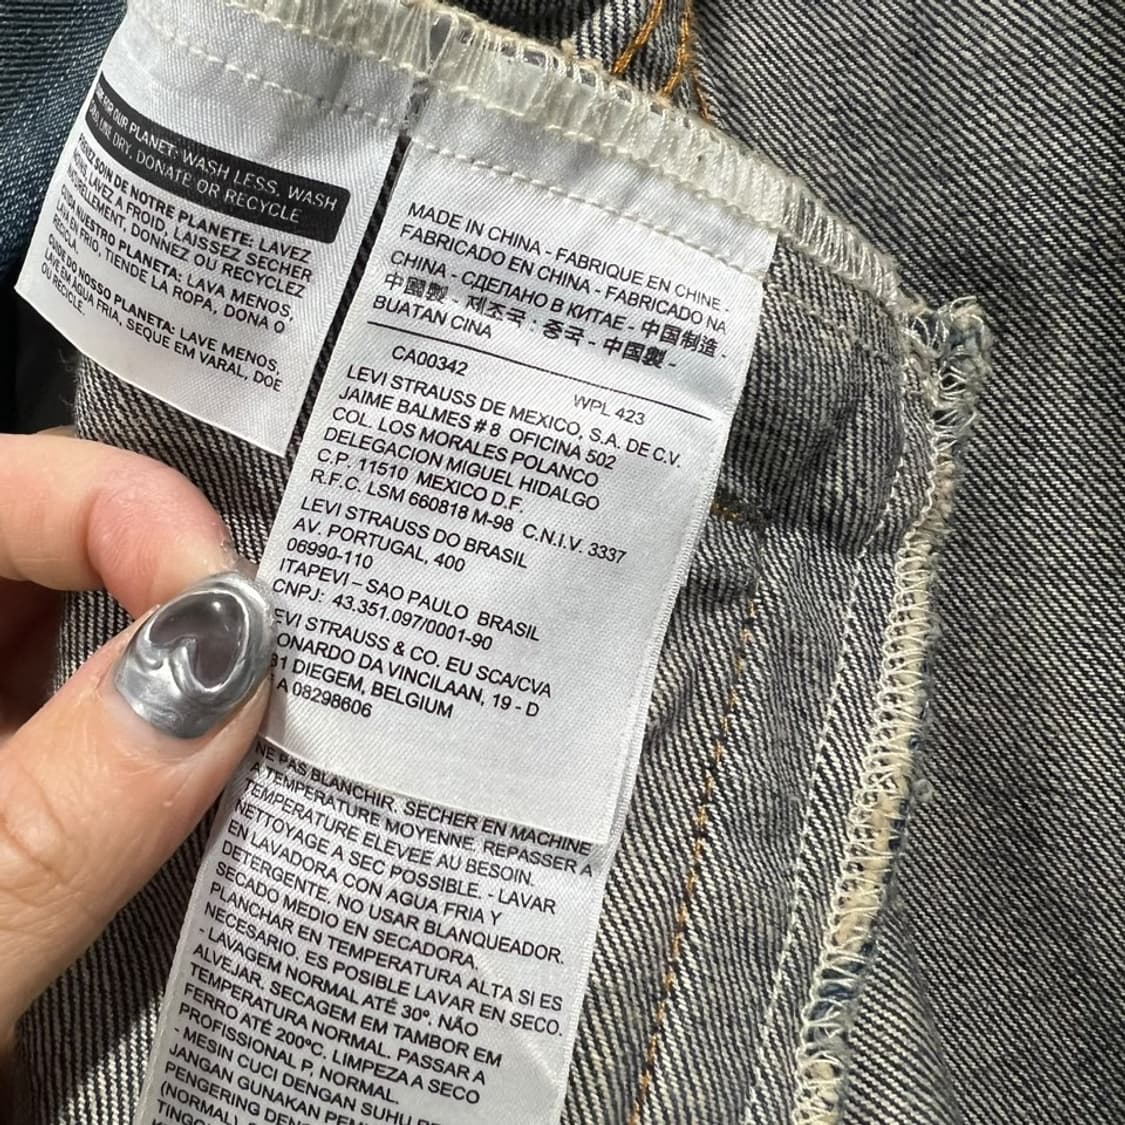 FOR OUR PLANET: WASH LESS, WASH
LINE DRY, DONATE OR RECYCLE
SOIN DE NOTRE PLANETE: LAVEZ
LAVEZ A FROID, LAISSEZ SECHER
DONNEZ OU RECYCLEZ
NUESTRO PLANETA: LAVA MENOS,
LAVA EN FRIO, TIENDE LA ROPA, DONA O
RECICLA.
CUIDE DO NOSSO PLANETA: LAVE MENOS,
LAVE EM AGUA FRIA, SEQUE EM VARAL, DOE
OU RECICLE.
MADE IN CHINA - FABRIQUE EN CHINE -
FABRICADO EN CHINA - FABRICADO NA
CHINA - СДЕЛАНО В КИТАЕ - 中国制造 -
中國製 - 제조국 : 중국 - 中国製 -
BUATAN CINA
CA00342 WPL 423
LEVI STRAUSS DE MEXICO, S.A. DE C.V.
JAIME BALMES # 8 OFICINA 502
COL. LOS MORALES POLANCO
DELEGACION MIGUEL HIDALGO
C.P. 11510 MEXICO D.F.
R.F.C. LSM 660818 M-98 C.N.I.V. 3337
LEVI STRAUSS DO BRASIL
AV. PORTUGAL, 400
06990-110
ITAPEVI – SAO PAULO BRASIL
CNPJ: 43.351.097/0001-90
EVI STRAUSS & CO. EU SCA/CVA
ONARDO DA VINCILAAN, 19 - D
31 DIEGEM, BELGIUM
A 08298606
NE PAS BLANCHIR. SECHER EN MACHINE
A TEMPERATURE MOYENNE. REPASSER A
TEMPERATURE ELEVEE AU BESOIN.
NETTOYAGE A SEC POSSIBLE. - LAVAR
EN LAVADORA CON AGUA FRIA Y
DETERGENTE. NO USAR BLANQUEADOR.
SECADO MEDIO EN SECADORA.
PLANCHAR EN TEMPERATURA ALTA SI ES
NECESARIO. ES POSIBLE LAVAR EN SECO.
- LAVAGEM NORMAL ATÉ 30°. NÃO
ALVEJAR. SECAGEM EM TAMBOR EM
TEMPERATURA NORMAL. PASSAR A
FERRO ATÉ 200°C. LIMPEZA A SECO
PROFISSIONAL P, NORMAL.
- MESIN CUCI DENGAN SUHU
JANGAN GUNAKAN
PENGERING
(NORMAL).